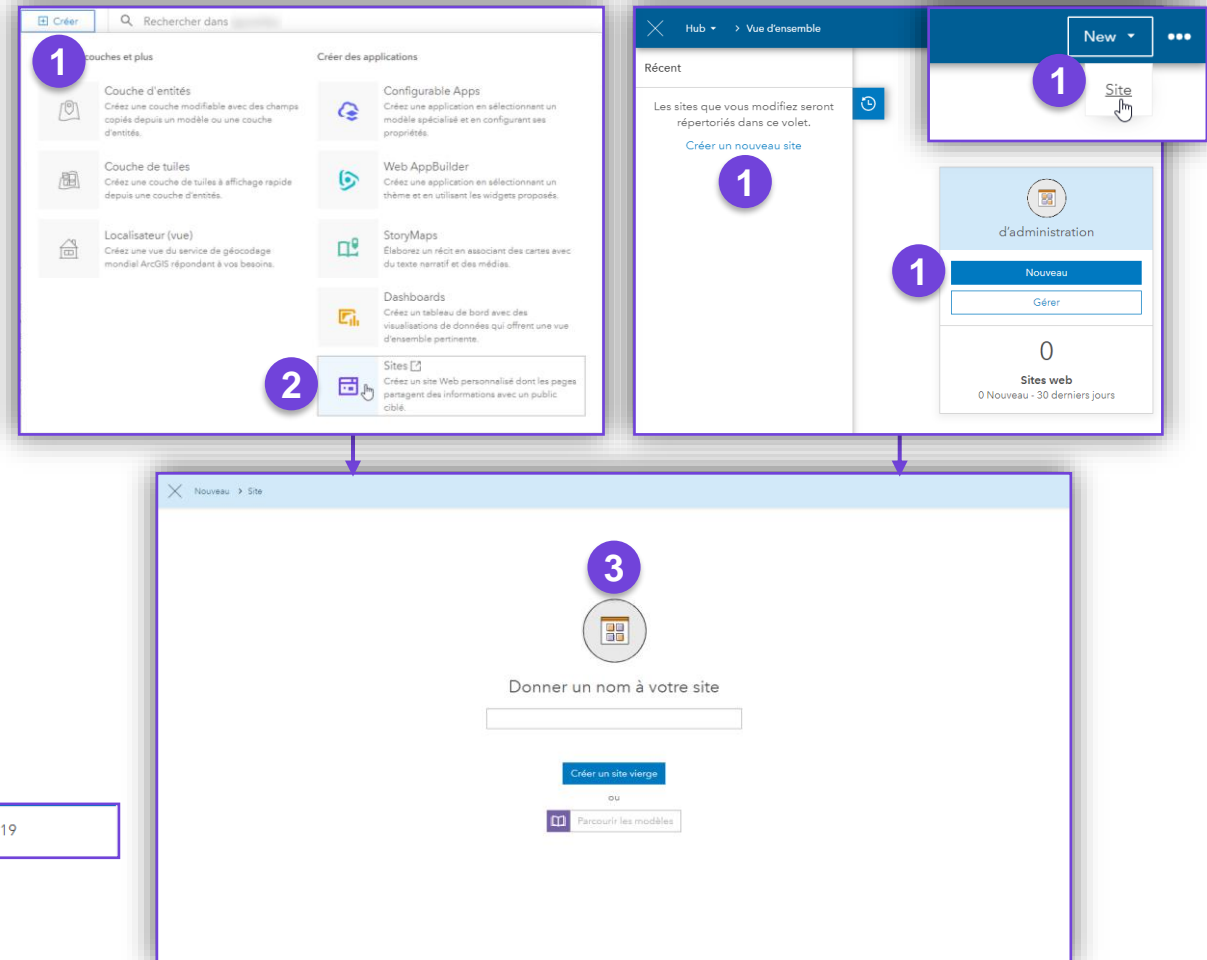 Créer
Rechercher dans
1
couches et plus
Créer des applications
Couche d'entités
Créez une couche modifiable avec des champs
copiés depuis un modèle ou une couche
d'entités.
Configurable Apps
Créez une application en sélectionnant un
modèle spécialisé et en configurant ses
propriétés.
Couche de tuiles
Créez une couche de tuiles à affichage rapide
depuis une couche d'entités.
Web AppBuilder
Créez une application en sélectionnant un
thème et en utilisant les widgets proposés.
Localisateur (vue)
Créez une vue du service de géocodage
mondial ArcGIS répondant à vos besoins.
StoryMaps
Élaborez un récit en associant des cartes avec
du texte narratif et des médias.
Dashboards
Créez un tableau de bord avec des
visualisations de données qui offrent une vue
d'ensemble pertinente.
2
Sites
Créez un site Web personnalisé dont les pages
partagent des informations avec un public
ciblé.
Hub > Vue d'ensemble
Récent
Les sites que vous modifiez seront
répertoriés dans ce volet.
Créer un nouveau site
1
New
1
Site
d'administration
1
Nouveau
Gérer
0
Sites web
0 Nouveau - 30 derniers jours
Nouveau > Site
3
Donner un nom à votre site
Créer un site vierge
ou
Parcourir les modèles
19